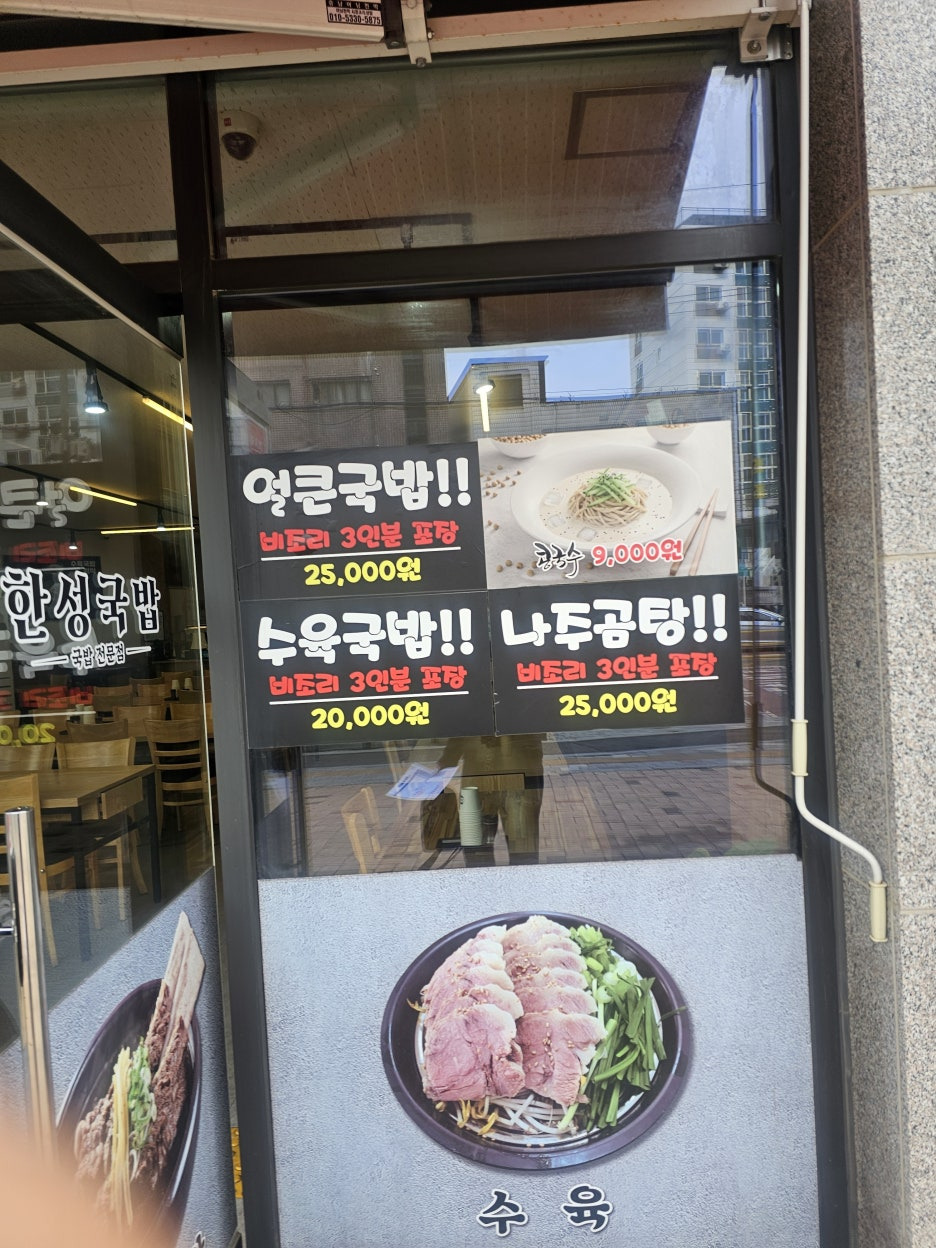 010-5330-5875
얼큰국밥!!
비조리 3인분 포장
25,000원
콩국수 9,000원
수육국밥!!
비조리 3인분 포장
20,000원
나주곰탕!!
비조리 3인분 포장
25,000원
한성국밥
국밥 전문점
수육